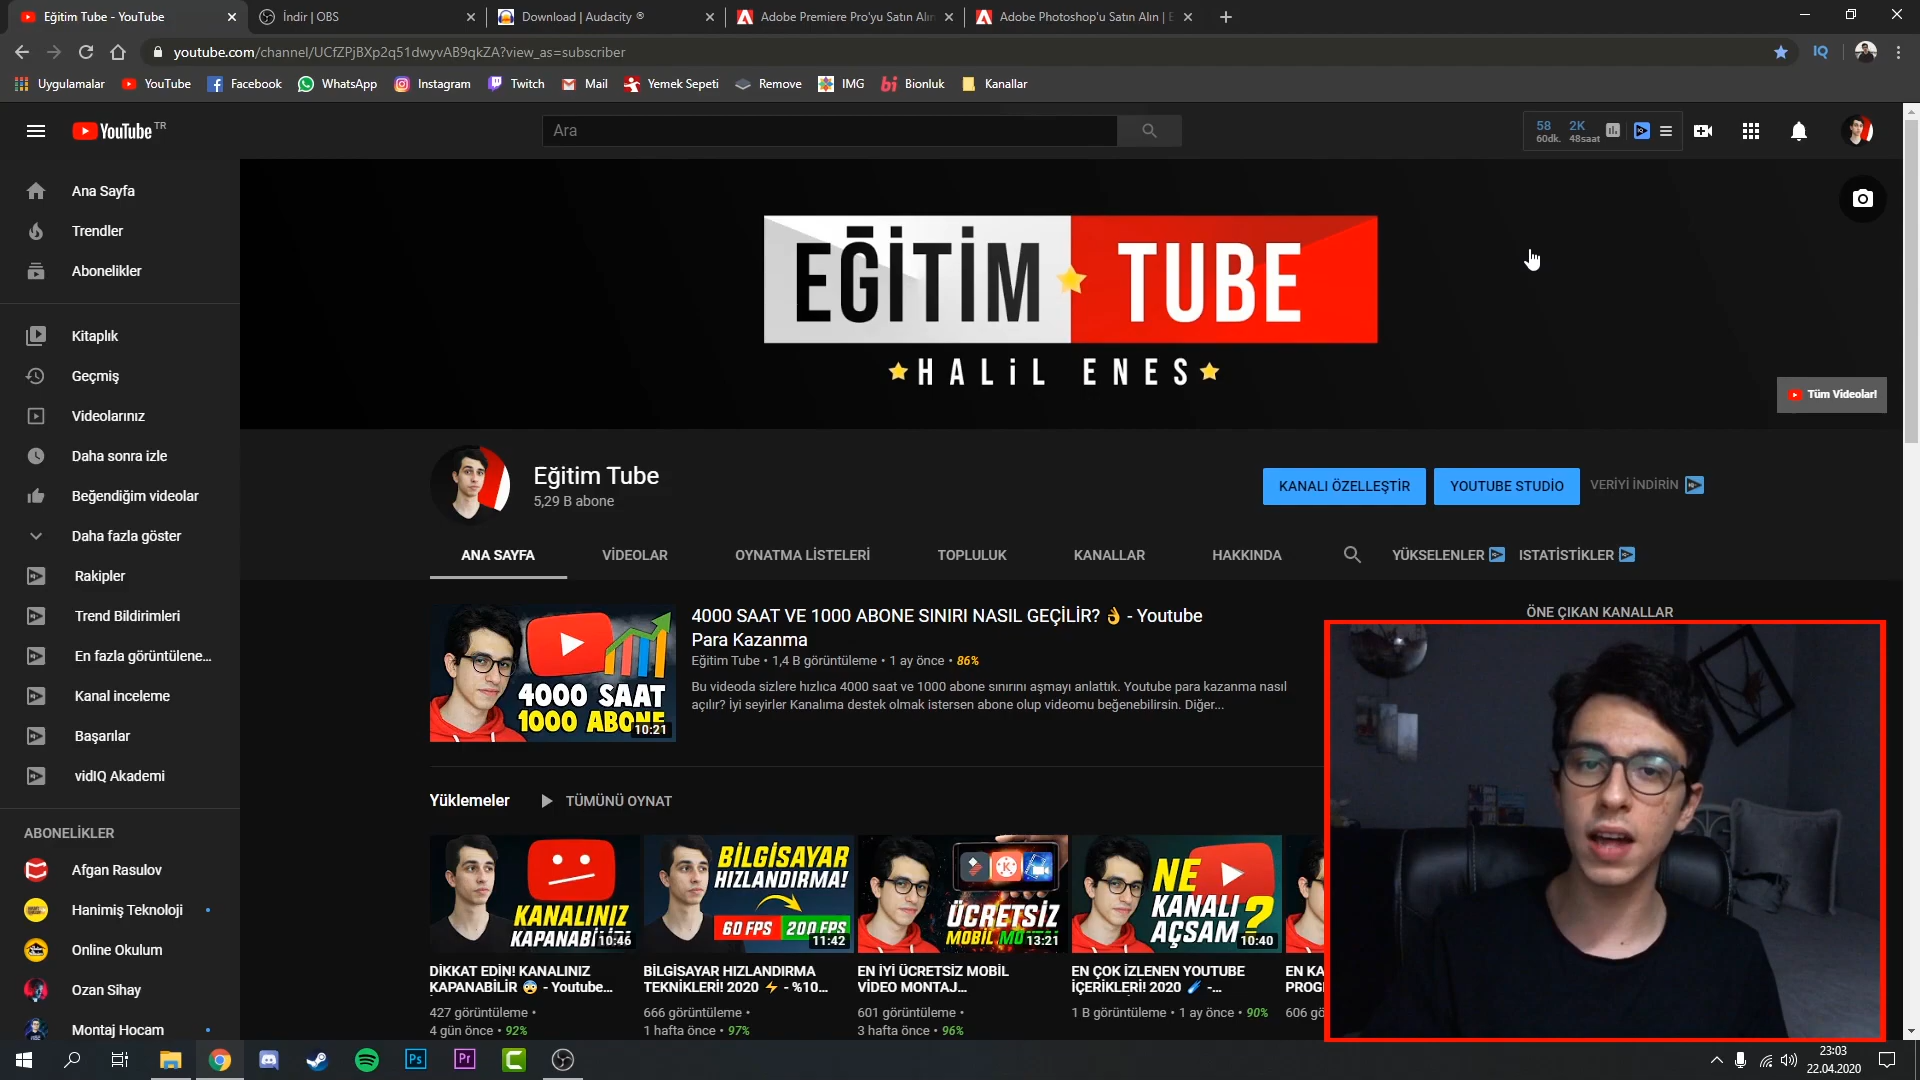 Eğitim Tube - YouTube
İndir | OBS
Download | Audacity ®
Adobe Premiere Pro'yu Satın Alın
Adobe Photoshop'u Satın Alın | E
youtube.com/channel/UCfZPjBXp2q51dwyvAB9qkZA?view_as=subscriber
IQ
Uygulamalar
YouTube
Facebook
WhatsApp
Instagram
Twitch
Mail
Yemek Sepeti
Remove
IMG
bi Bionluk
Kanallar
YouTube TR
Ara
58 2K
60dk. 48saat
Ana Sayfa
Trendler
Abonelikler
Kitaplık
Geçmiş
Videolarınız
Daha sonra izle
Beğendiğim videolar
Daha fazla göster
Rakipler
Trend Bildirimleri
En fazla görüntülene...
Kanal inceleme
Başarılar
vidIQ Akademi
ABONELİKLER
Afgan Rasulov
Hanimiş Teknoloji
Online Okulum
Ozan Sihay
Montaj Hocam
EĞİTİM TUBE
HALiL ENES
Tüm Videolar!
Eğitim Tube
5,29 B abone
KANALI ÖZELLEŞTİR
YOUTUBE STUDIO
VERİYİ İNDİRİN
ANA SAYFA
VİDEOLAR
OYNATMA LİSTELERİ
TOPLULUK
KANALLAR
HAKKINDA
YÜKSELENLER
ISTATİSTİKLER
4000 SAAT
1000 ABONE
10:21
4000 SAAT VE 1000 ABONE SINIRI NASIL GEÇİLİR? 👌 - Youtube
Para Kazanma
Eğitim Tube • 1,4 B görüntüleme • 1 ay önce • 86%
Bu videoda sizlere hızlıca 4000 saat ve 1000 abone sınırını aşmayı anlattık. Youtube para kazanma nasıl
açılır? İyi seyirler Kanalıma destek olmak istersen abone olup videomu beğenebilirsin. Diğer...
ÖNE ÇIKAN KANALLAR
Yüklemeler
TÜMÜNÜ OYNAT
KANALINIZ
KAPANABİLİR
10:46
DİKKAT EDİN! KANALINIZ
KAPANABİLİR 😨 - Youtube...
427 görüntüleme •
4 gün önce • 92%
BİLGİSAYAR
HIZLANDIRMA!
60 FPS 200 FPS
11:42
BİLGİSAYAR HIZLANDIRMA
TEKNİKLERİ! 2020 ⚡ - %10...
666 görüntüleme •
1 hafta önce • 97%
ÜCRETSİZ
13:21
EN İYİ ÜCRETSİZ MOBİL
VİDEO MONTAJ...
601 görüntüleme •
3 hafta önce • 96%
NE
KANALI
AÇSAM ?
10:40
EN ÇOK İZLENEN YOUTUBE
İÇERİKLERİ! 2020 ☄️ -...
1 B görüntüleme • 1 ay önce • 90%
EN KA
PROG
606 gö
Ps
Pr
23:03
22.04.2020